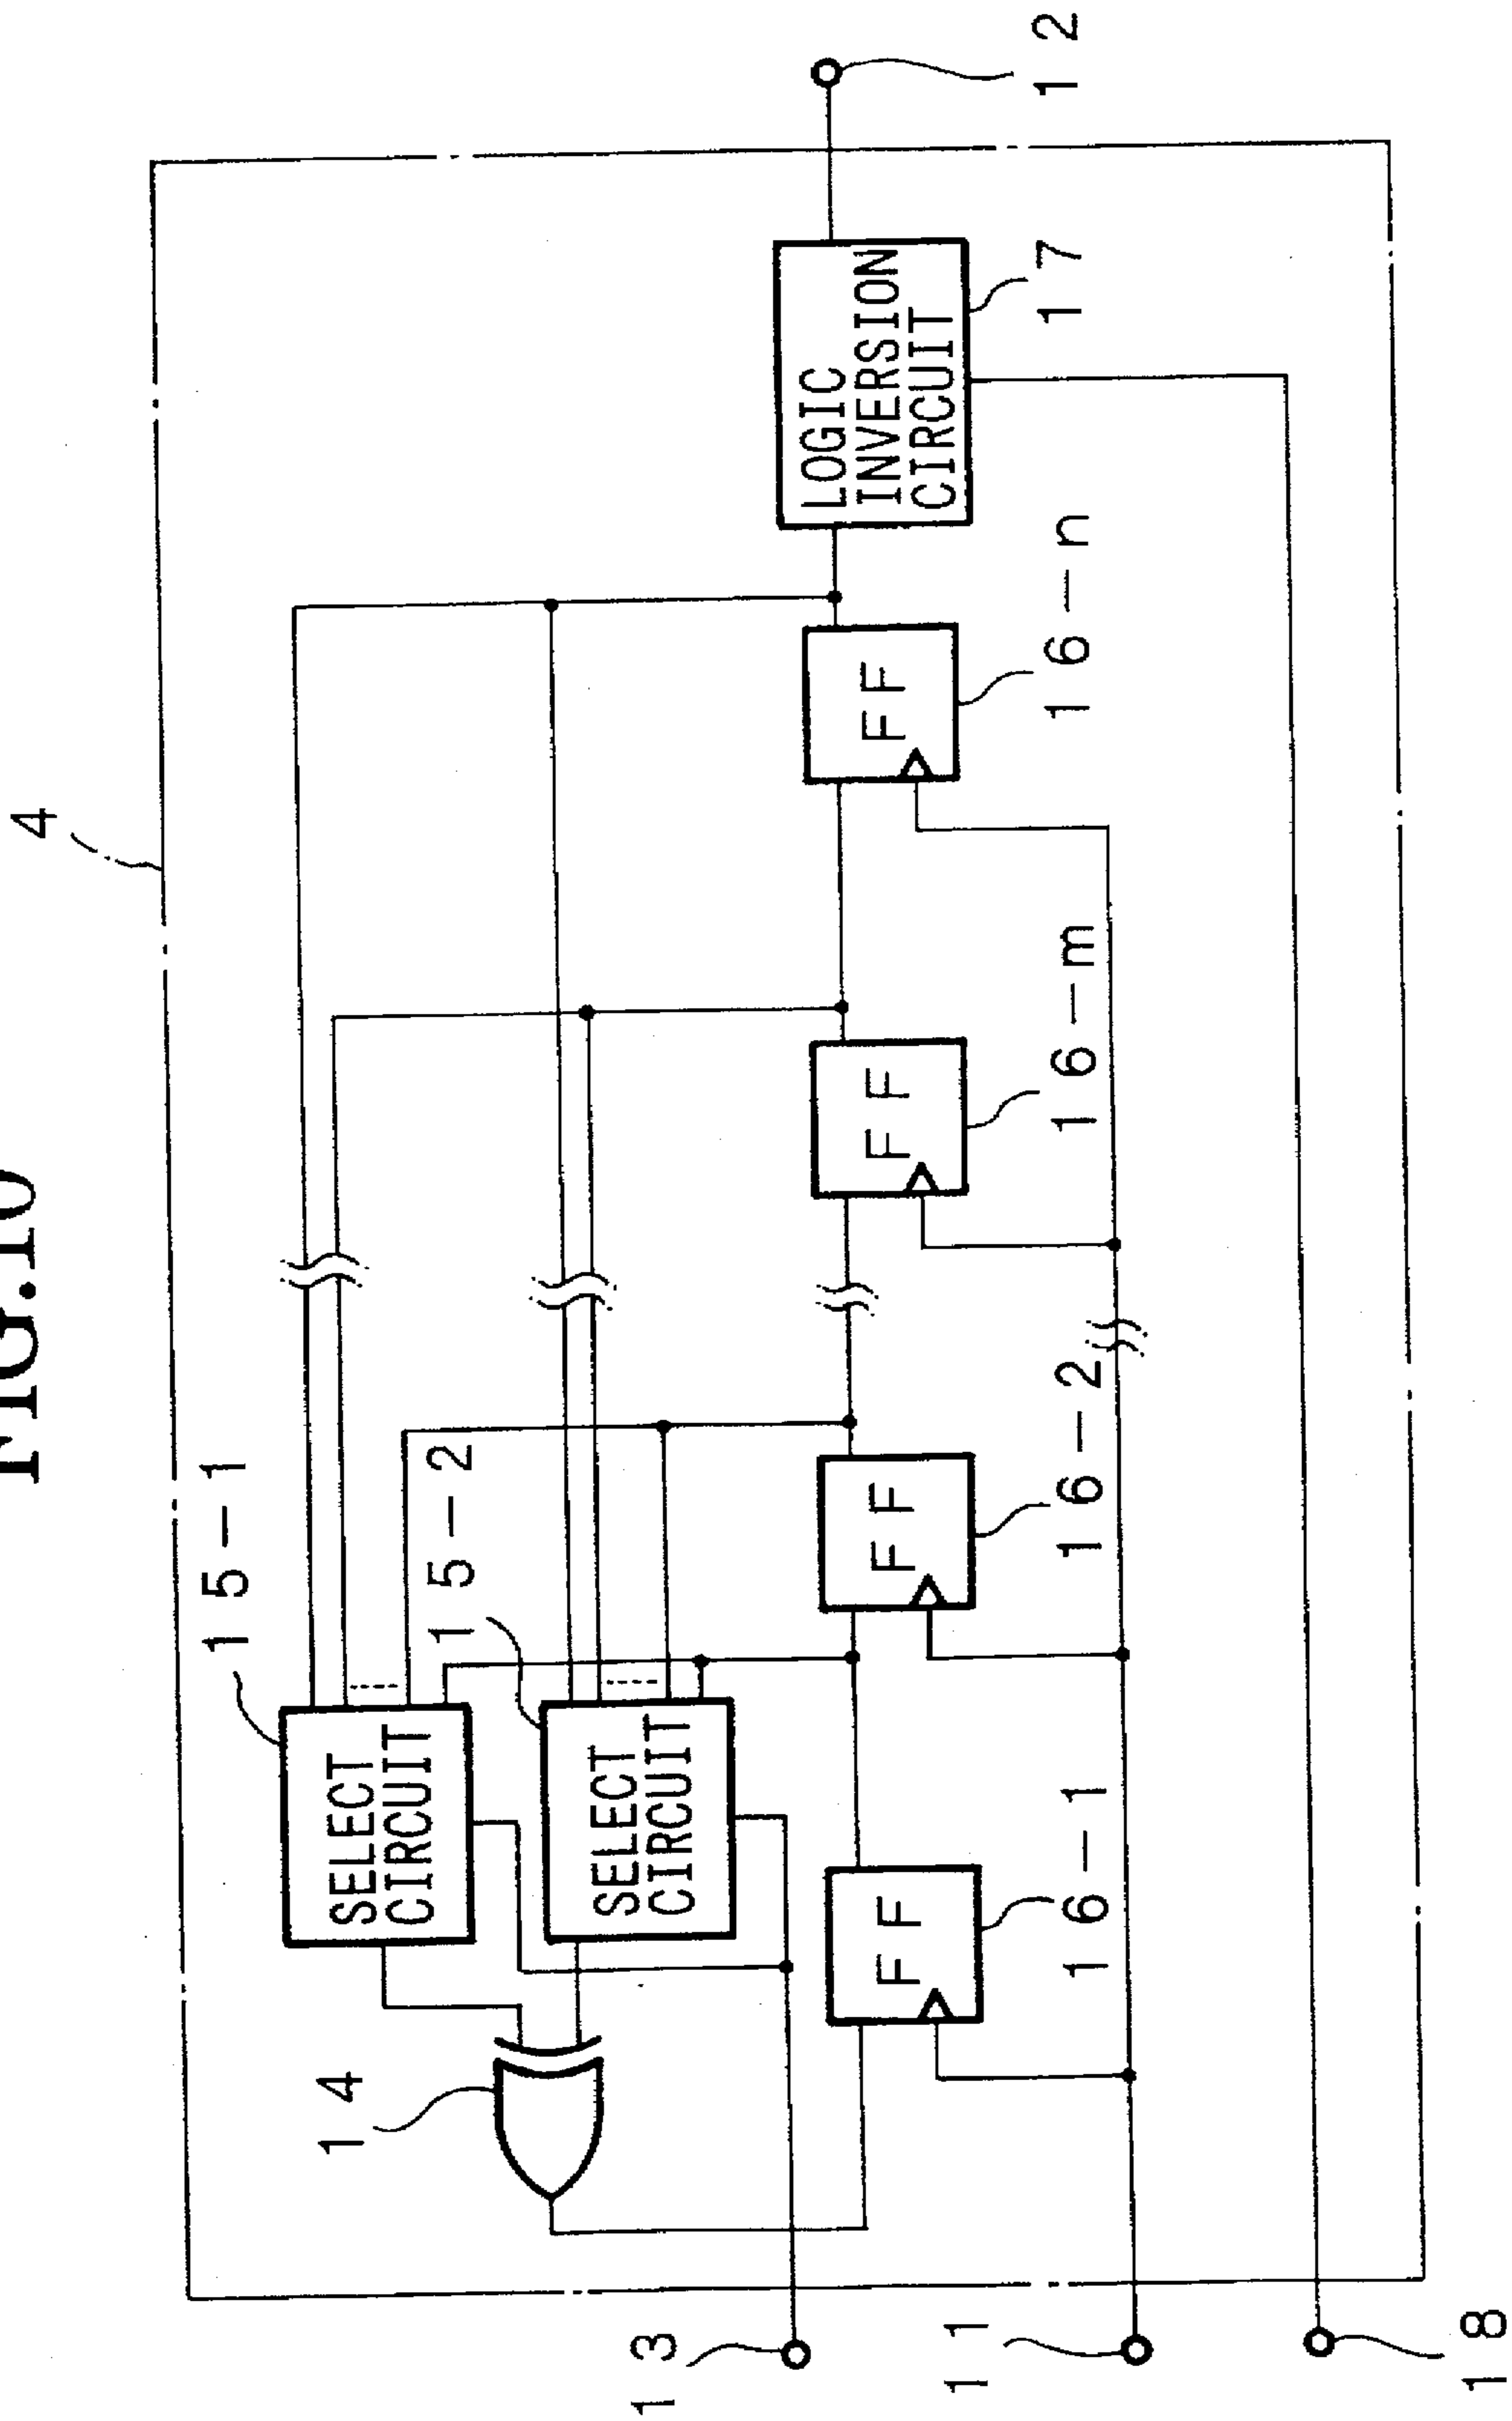 FIG.10
4
15-1
SELECT
CIRCUIT
15-2
SELECT
CIRCUIT
14
13
FF
16-1
FF
16-2
FF
16-m
FF
16-n
LOGIC
INVERSION
CIRCUIT
17
12
11
18